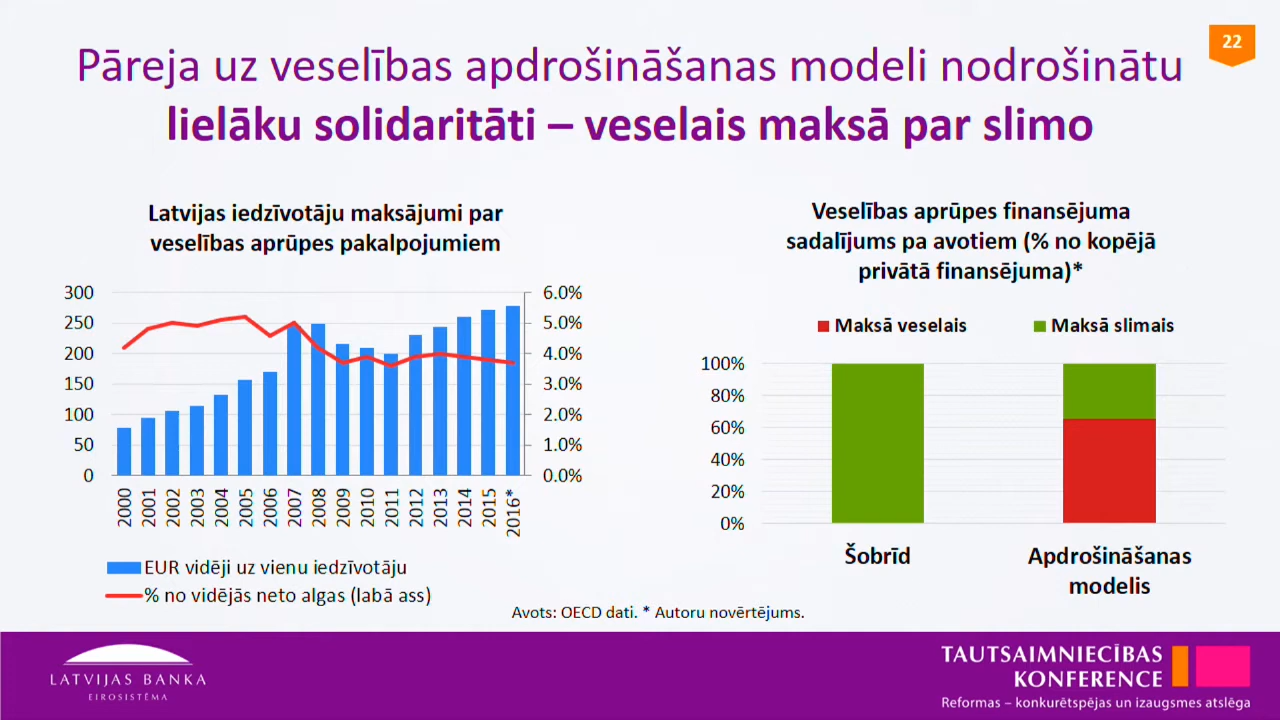 22
Pāreja uz veselības apdrošināšanas modeli nodrošinātu
lielāku solidaritāti – veselais maksā par slimo
Latvijas iedzīvotāju maksājumi par
veselības aprūpes pakalpojumiem
300
250
200
150
100
50
0
6.0%
5.0%
4.0%
3.0%
2.0%
1.0%
0.0%
2000
2001
2002
2003
2004
2005
2006
2007
2008
2009
2010
2011
2012
2013
2014
2015
2016*
EUR vidēji uz vienu iedzīvotāju
% no vidējās neto algas (labā ass)
Veselības aprūpes finansējuma
sadalījums pa avotiem (% no kopējā
privātā finansējuma)*
Maksā veselais
Maksā slimais
100%
80%
60%
40%
20%
0%
Šobrīd
Apdrošināšanas
modelis
Avots: OECD dati. * Autoru novērtējums.
LATVIJAS BANKA
EIROSISTĒMA
TAUTSAIMNIECĪBAS
KONFERENCE
Reformas – konkurētspējas un izaugsmes atslēga